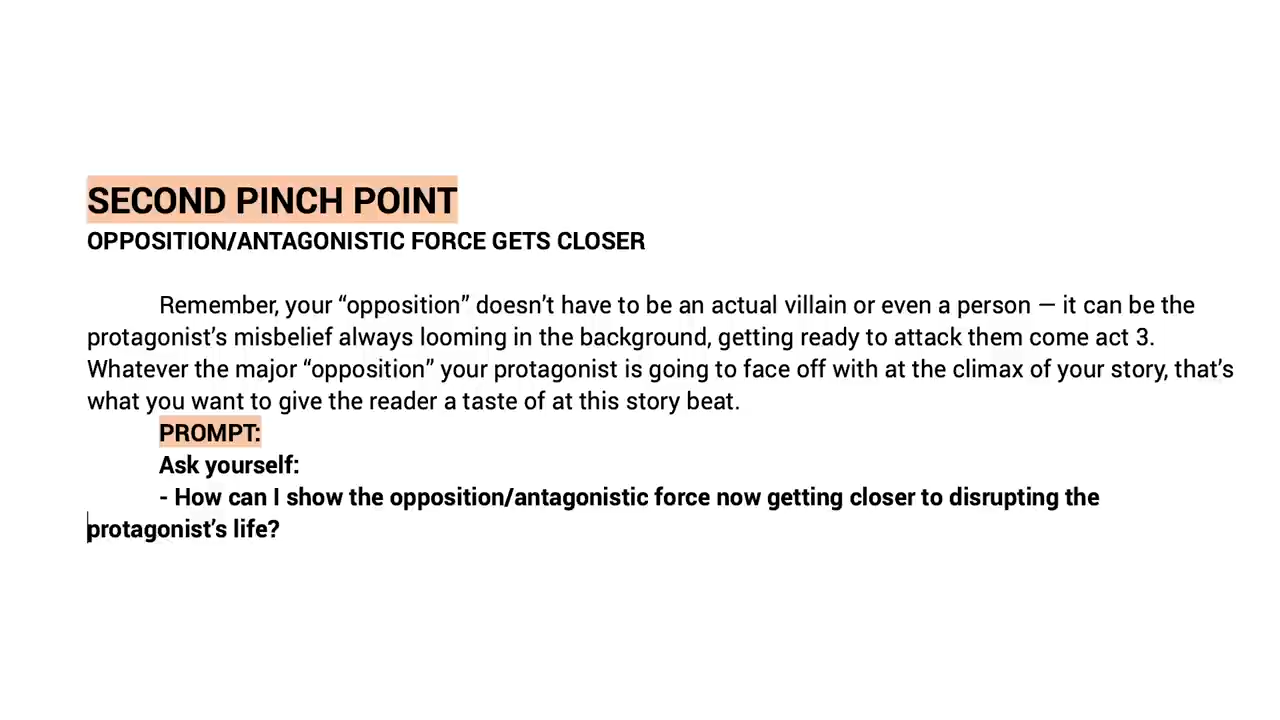 SECOND PINCH POINT
OPPOSITION/ANTAGONISTIC FORCE GETS CLOSER
Remember, your “opposition” doesn’t have to be an actual villain or even a person — it can be the
protagonist’s misbelief always looming in the background, getting ready to attack them come act 3.
Whatever the major “opposition” your protagonist is going to face off with at the climax of your story, that’s
what you want to give the reader a taste of at this story beat.
PROMPT:
Ask yourself:
- How can I show the opposition/antagonistic force now getting closer to disrupting the
protagonist’s life?